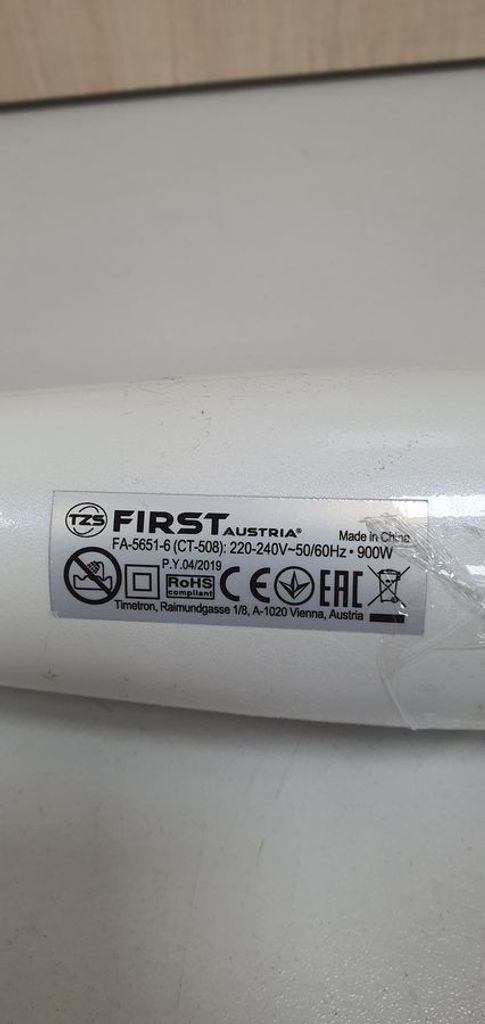 TZS FIRST AUSTRIA® Made in China
FA-5651-6 (CT-508): 220-240V~50/60Hz • 900W
P.Y.04/2019
RoHS
compliant
CE EAC
Timetron, Raimundgasse 1/8, A-1020 Vienna, Austria